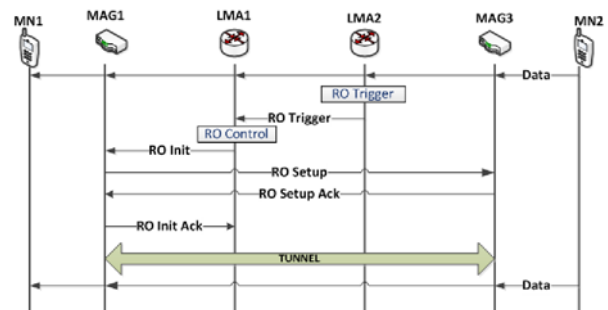 MN1 MAG1 LMA1 LMA2 MAG3 MN2
Data
RO Trigger
RO Trigger
RO Control
RO Init
RO Setup
RO Setup Ack
RO Init Ack
TUNNEL
Data